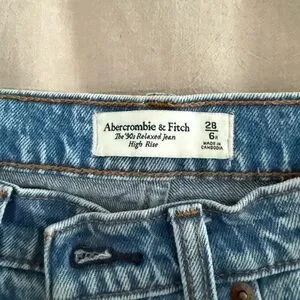 Abercrombie & Fitch
The '90s Relaxed Jean
High Rise
28
6R
MADE IN
CAMBODIA